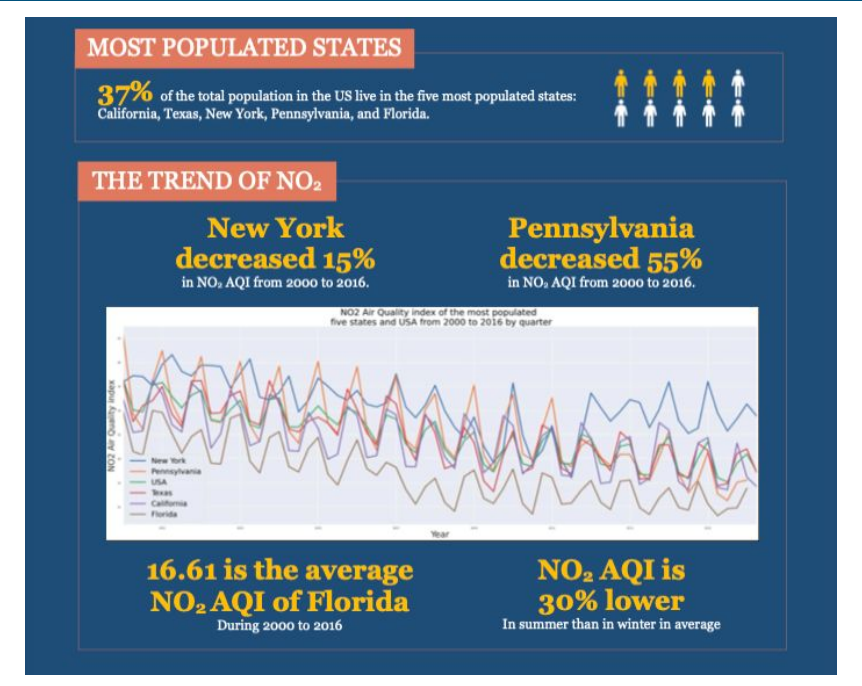 MOST POPULATED STATES
37% of the total population in the US live in the five most populated states:
California, Texas, New York, Pennsylvania, and Florida.
THE TREND OF NO₂
New York
decreased 15%
in NO₂ AQI from 2000 to 2016.
Pennsylvania
decreased 55%
in NO₂ AQI from 2000 to 2016.
NO2 Air Quality index of the most populated
five states and USA from 2000 to 2016 by quarter
NO2 Air Quality index
New York
Pennsylvania
USA
Texas
California
Florida
Year
16.61 is the average
NO₂ AQI of Florida
During 2000 to 2016
NO₂ AQI is
30% lower
In summer than in winter in average